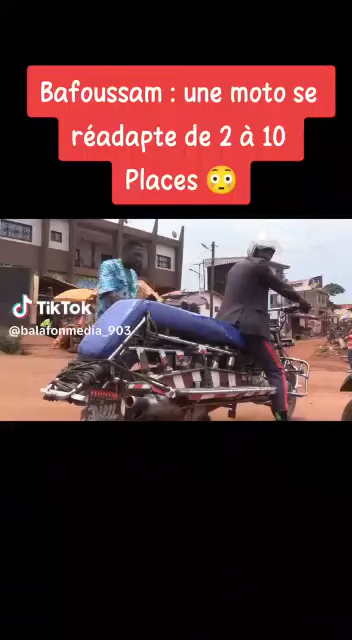 Bafoussam : une moto se
réadapte de 2 à 10
Places 😳
TikTok
@balafonmedia_903